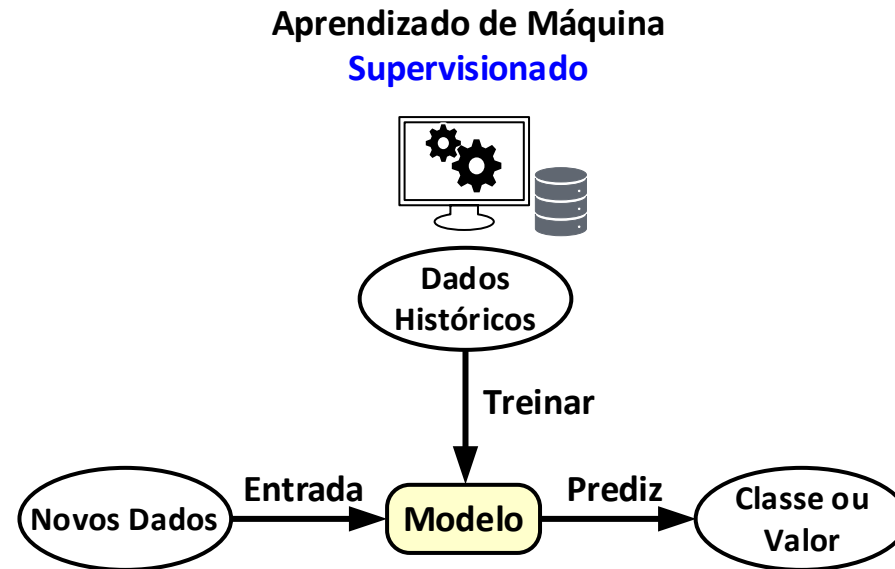 Aprendizado de Máquina
Supervisionado
Dados
Históricos
Treinar
Novos Dados
Entrada
Modelo
Prediz
Classe ou
Valor